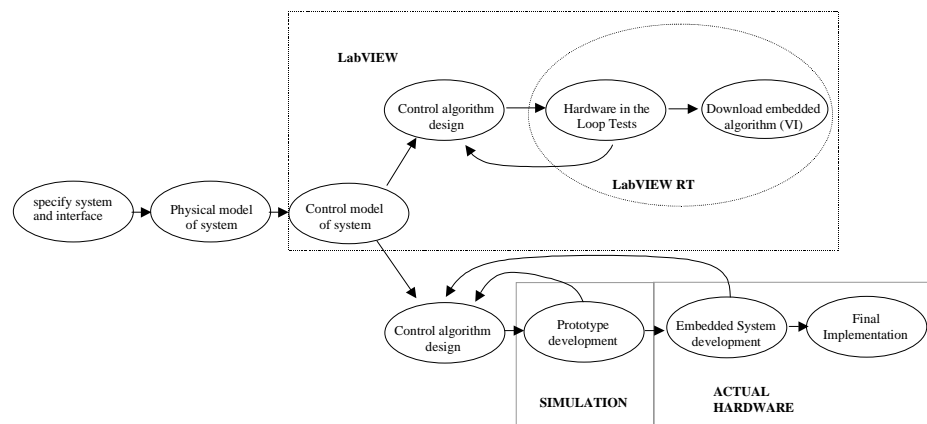 LabVIEW
Control algorithm
design
Hardware in the
Loop Tests
Download embedded
algorithm (VI)
LabVIEW RT
specify system
and interface
Physical model
of system
Control model
of system
Control algorithm
design
Prototype
development
Embedded System
development
Final
Implementation
SIMULATION
ACTUAL
HARDWARE